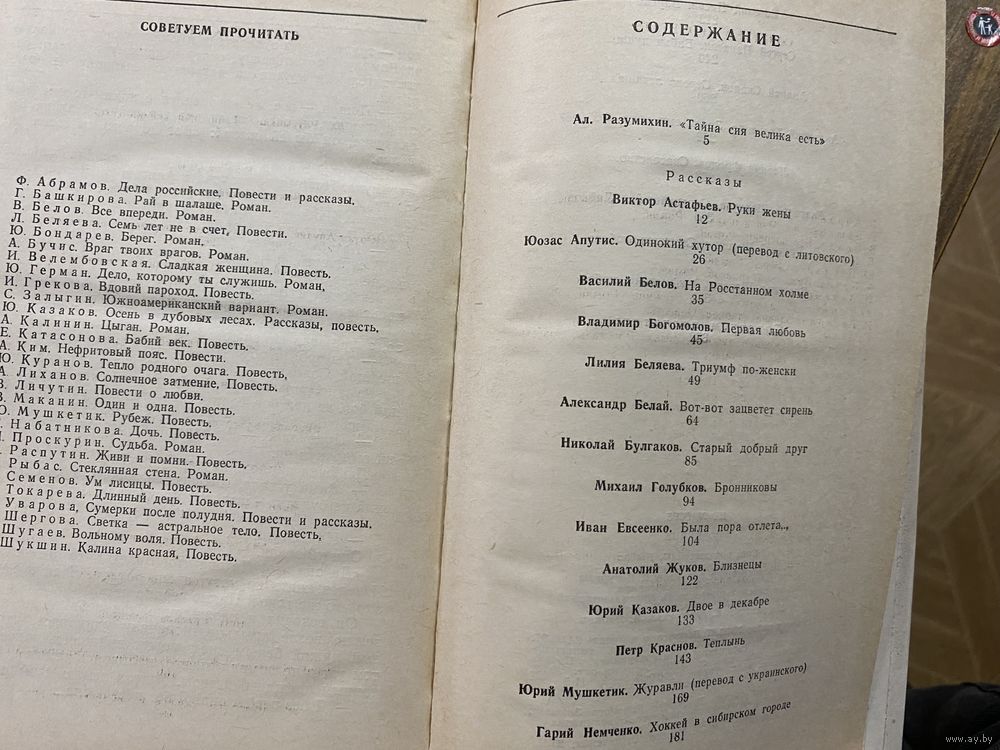 СОВЕТУЕМ ПРОЧИТАТЬ
Ф. Абрамов. Дела российские. Повести и рассказы.
Г. Башкирова. Рай в шалаше. Роман.
В. Белов. Все впереди. Роман.
Л. Беляева. Семь лет не в счет, Повести.
Ю. Бондарев. Берег. Роман.
А. Бучис. Враг твоих врагов. Роман.
И. Велембовская. Сладкая женщина. Повесть.
Ю. Герман. Дело, которому ты служишь. Роман,
И. Грекова. Вдовий пароход. Повесть.
С. Залыгин. Южноамериканский вариант. Роман.
Ю. Казаков. Осень в дубовых лесах. Рассказы, повесть.
А. Калинин. Цыган. Роман.
Е. Катасонова. Бабий век. Повесть.
А. Ким. Нефритовый пояс. Повести.
Ю. Куранов. Тепло родного очага. Повесть,
А. Лиханов. Солнечное затмение, Повесть.
В. Личутин. Повести о любви.
В. Маканин. Один и одна. Повесть.
Ю. Мушкетик. Рубеж. Повесть,
Набатникова. Дочь. Повесть.
Проскурин. Судьба. Роман.
Распутин. Живи и помни. Повесть,
Рыбас. Стеклянная стена. Роман.
Семенов. Ум лисицы. Повесть.
Токарева. Длинный день. Повесть.
Уварова, Сумерки после полудня. Повести и рассказы.
Шергова. Светка — астральное тело. Повесть,
Шугаев. Вольному воля. Повесть.
Шукшин. Калина красная, Повесть.
СОДЕРЖАНИЕ
Ал. Разумихин. «Тайна сия велика есть»
5
Рассказы
Виктор Астафьев. Руки жены
12
Юозас Апутис. Одинокий хутор (перевод с литовского)
26
Василий Белов. На Росстанном холме
35
Владимир Богомолов. Первая любовь
45
Лилия Беляева. Триумф по-женски
49
Александр Белай. Вот-вот зацветет сирень
64
Николай Булгаков. Старый добрый друг
85
Михаил Голубков. Бронниковы
94
Иван Евсеенко. Была пора отлета...
104
Анатолий Жуков. Близнецы
122
Юрий Казаков. Двое в декабре
133
Петр Краснов. Теплынь
143
Юрий Мушкетик. Журавли (перевод с украинского)
169
Гарий Немченко. Хоккей в сибирском городе
181
www.ay.by